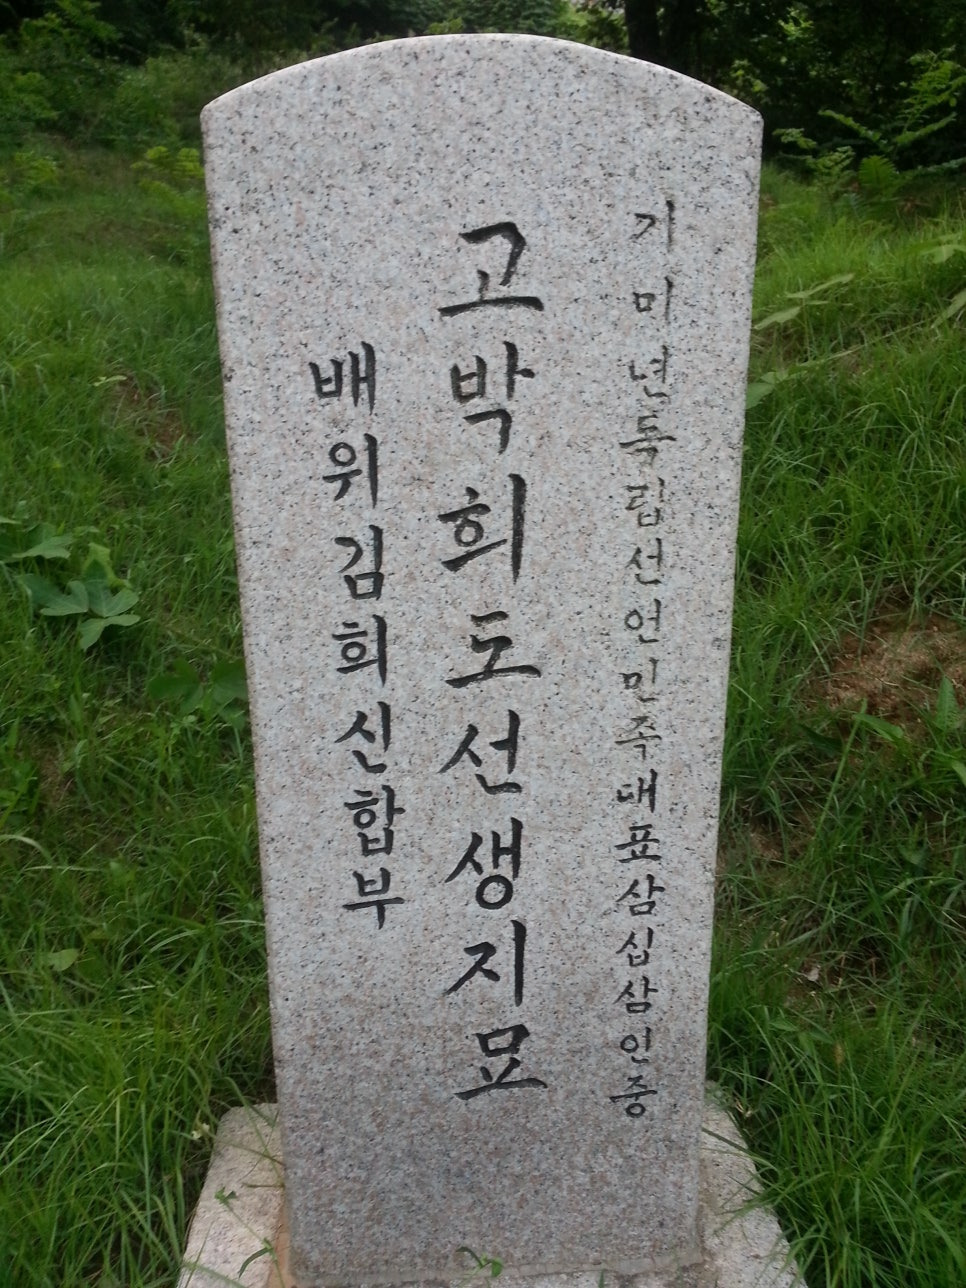 기미년독립선언민족대표삼십삼인중
고박희도선생지묘
배위김희신합부